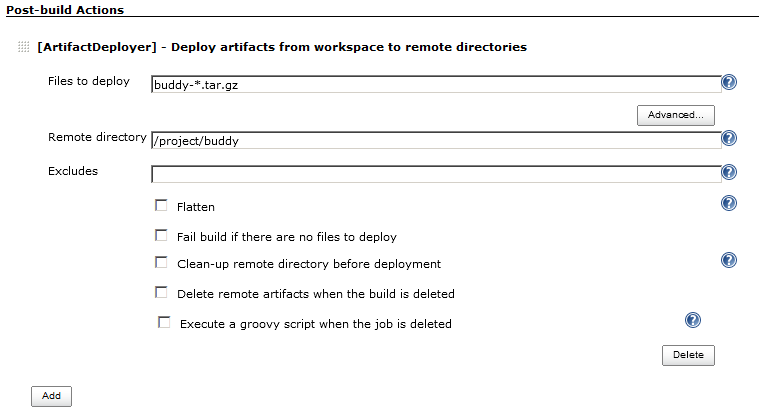 Post-build Actions
[ArtifactDeployer] - Deploy artifacts from workspace to remote directories
Files to deploy buddy-*.tar.gz
Advanced...
Remote directory /project/buddy
Excludes
Flatten
Fail build if there are no files to deploy
Clean-up remote directory before deployment
Delete remote artifacts when the build is deleted
Execute a groovy script when the job is deleted
Delete
Add